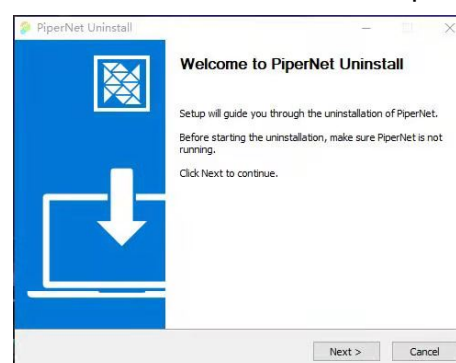 PiperNet Uninstall
Welcome to PiperNet Uninstall
Setup will guide you through the uninstallation of PiperNet.
Before starting the uninstallation, make sure PiperNet is not
running.
Click Next to continue.
Next >
Cancel